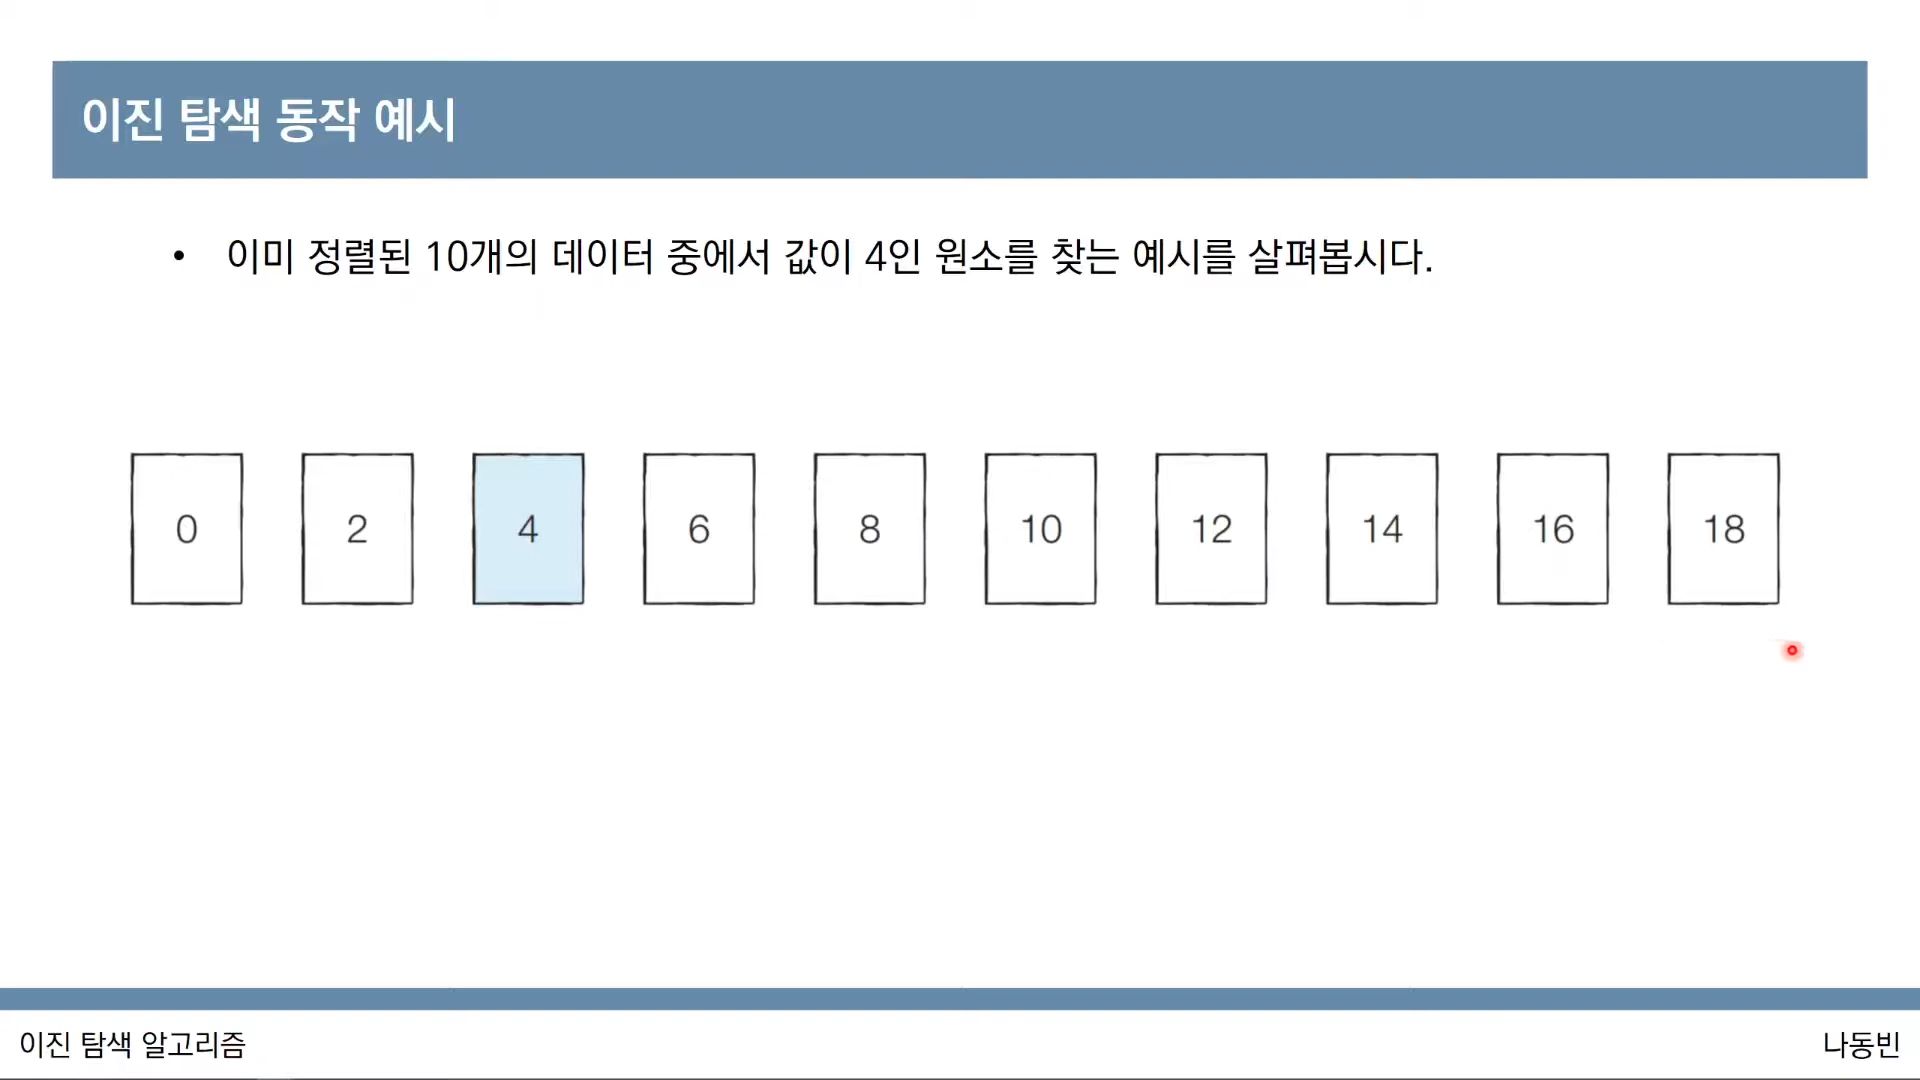 이진 탐색 동작 예시
• 이미 정렬된 10개의 데이터 중에서 값이 4인 원소를 찾는 예시를 살펴봅시다.
0 2 4 6 8 10 12 14 16 18
이진 탐색 알고리즘
나동빈